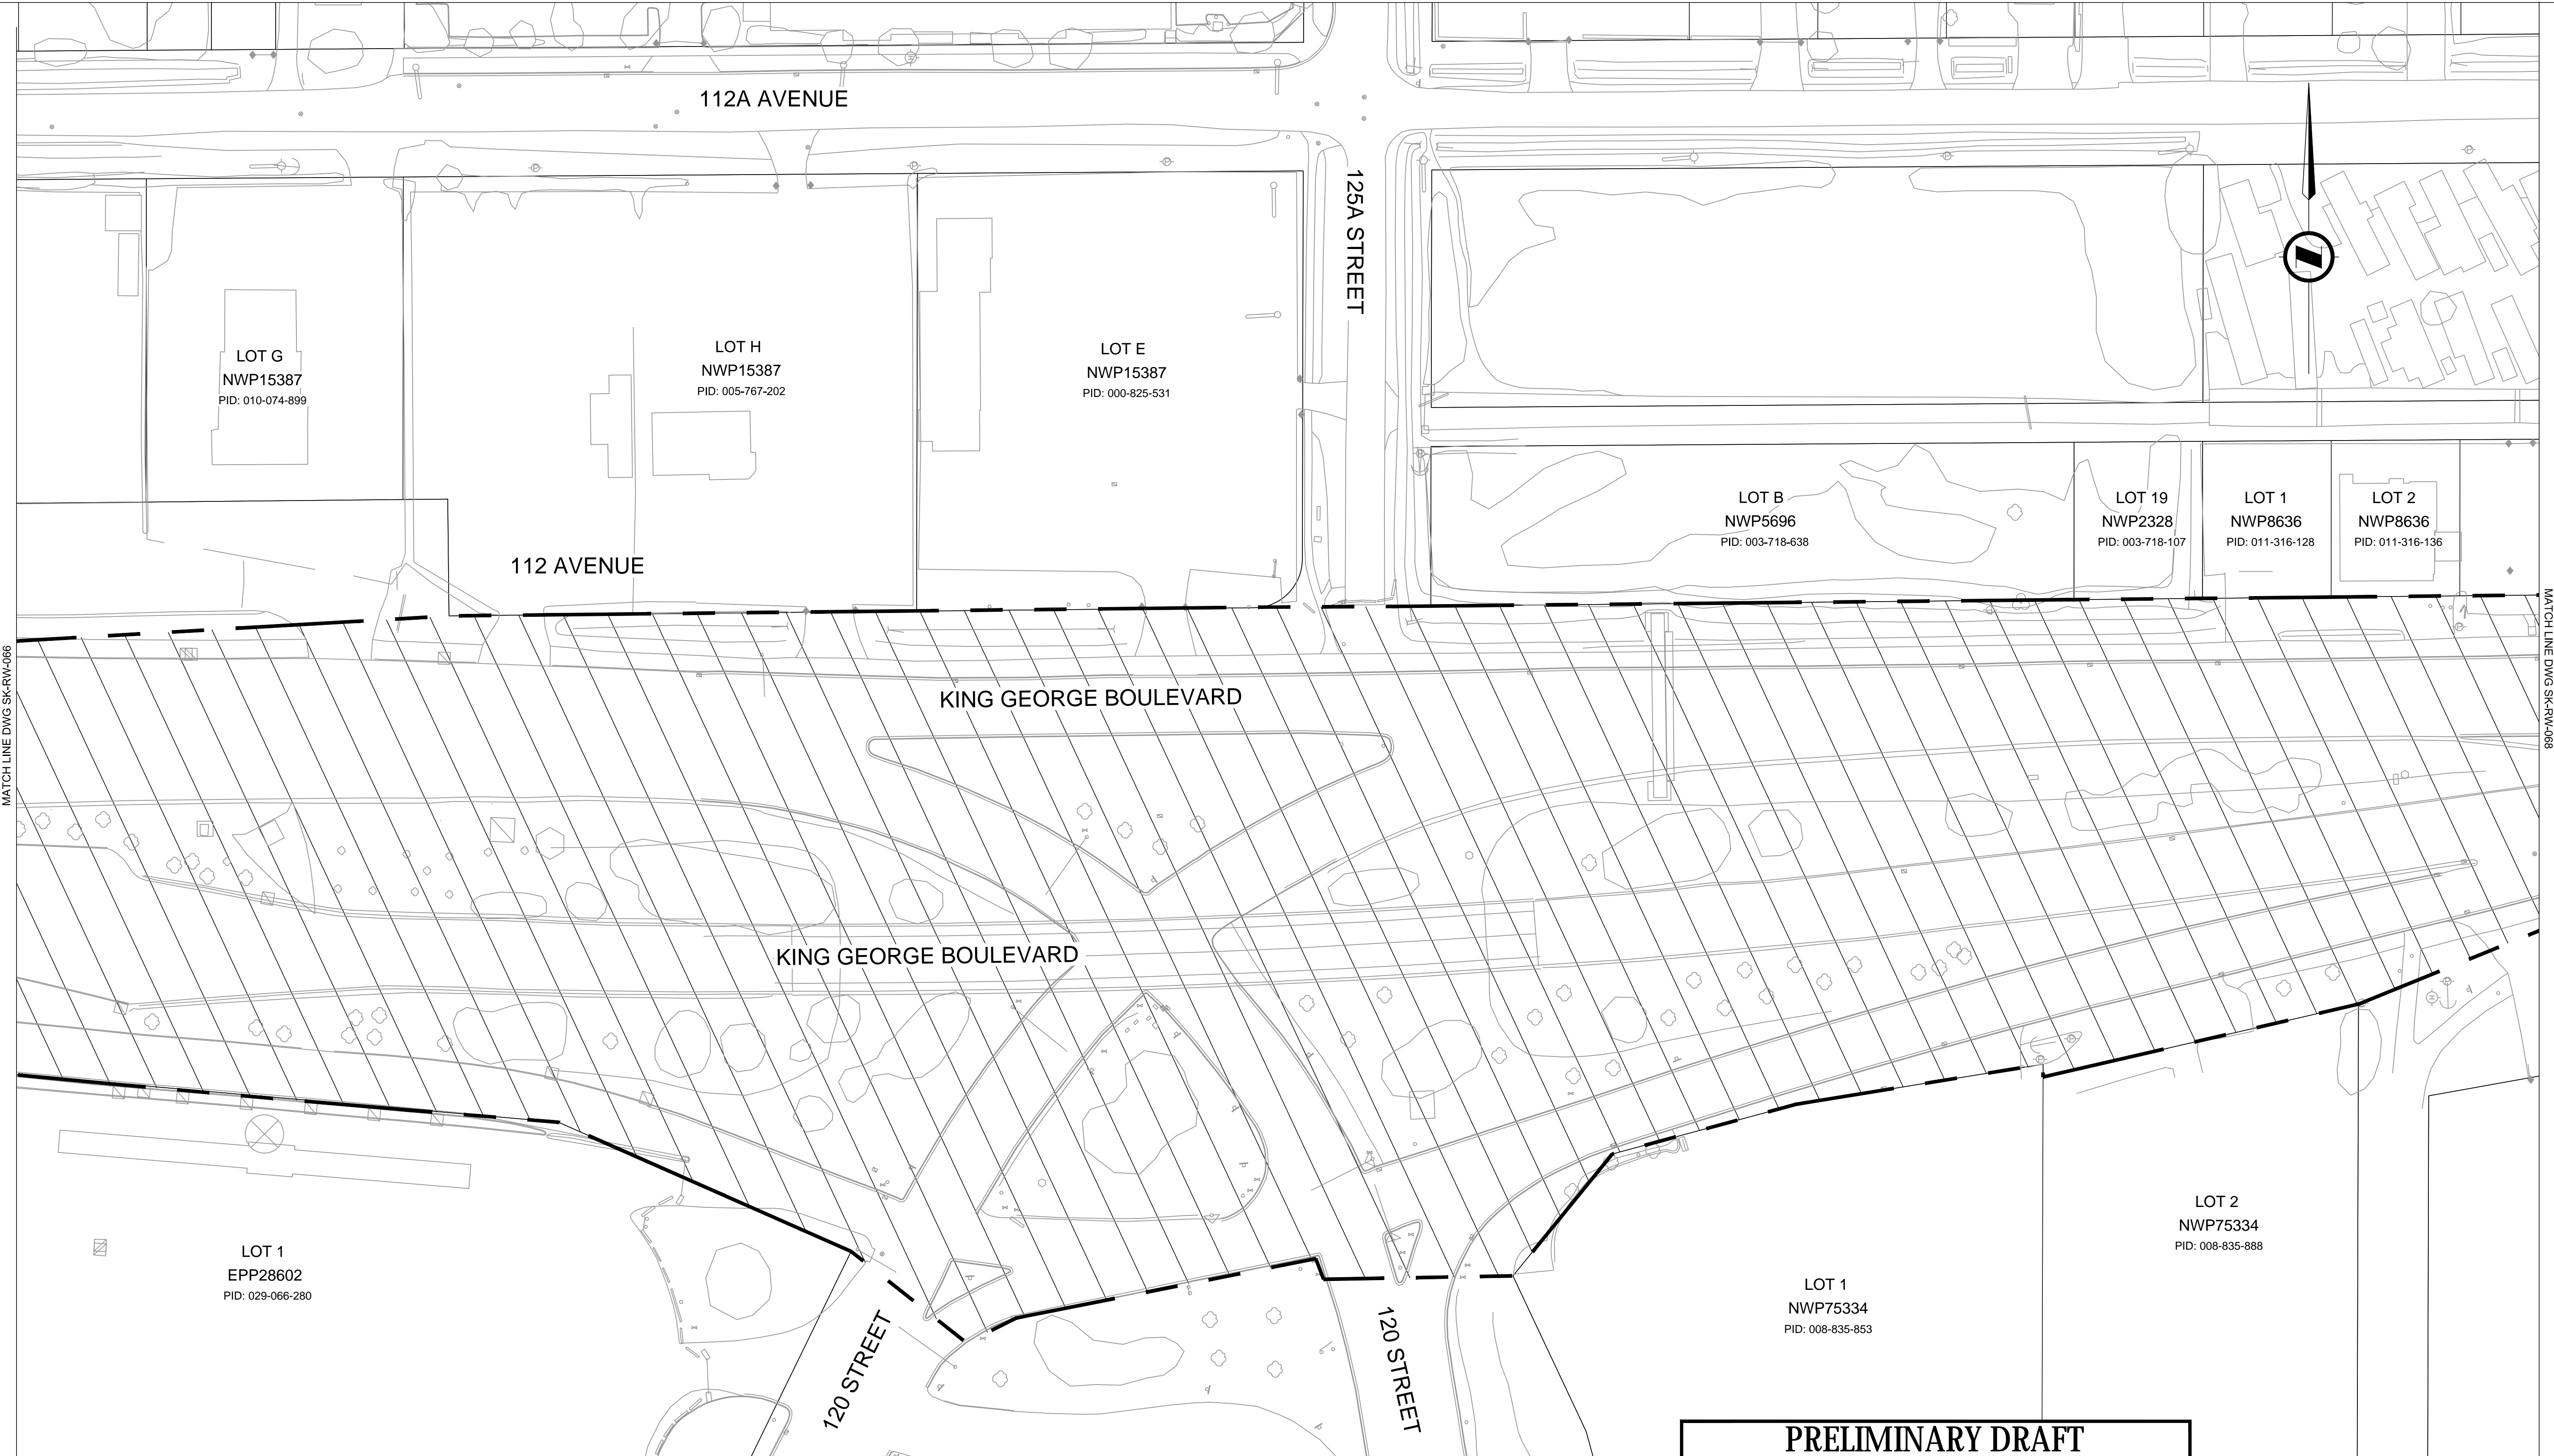 112A AVENUE
125A STREET
LOT G
NWP15387
PID: 010-074-899
LOT H
NWP15387
PID: 005-767-202
LOT E
NWP15387
PID: 000-825-531
LOT B
NWP5696
PID: 003-718-638
LOT 19
NWP2328
PID: 003-718-107
LOT 1
NWP8636
PID: 011-316-128
LOT 2
NWP8636
PID: 011-316-136
112 AVENUE
MATCH LINE DWG SK-RW-066
MATCH LINE DWG SK-RW-068
KING GEORGE BOULEVARD
KING GEORGE BOULEVARD
LOT 1
EPP28602
PID: 029-066-280
120 STREET
120 STREET
LOT 1
NWP75334
PID: 008-835-853
LOT 2
NWP75334
PID: 008-835-888
PRELIMINARY DRAFT